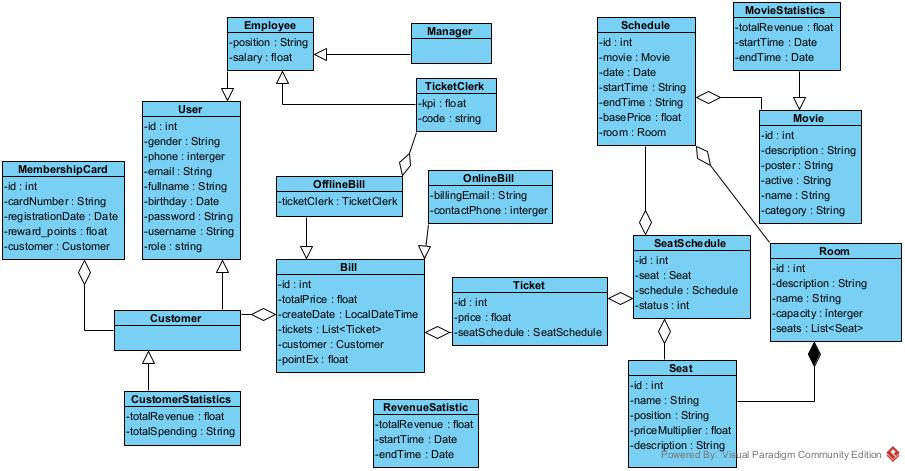 Employee
-position : String
-salary : float
Manager
TicketClerk
-kpi : float
-code : string
User
-id : int
-gender : String
-phone : interger
-email : String
-fullname : String
-birthday : Date
-password : String
-username : String
-role : string
MembershipCard
-id : int
-cardNumber : String
-registrationDate : Date
-reward_points : float
-customer : Customer
OfflineBill
-ticketClerk : TicketClerk
OnlineBill
-billingEmail : String
-contactPhone : interger
Bill
-id : int
-totalPrice : float
-createDate : LocalDateTime
-tickets : List<Ticket>
-customer : Customer
-pointEx : float
Customer
CustomerStatistics
-totalRevenue : float
-totalSpending : String
RevenueSatistic
-totalRevenue : float
-startTime : Date
-endTime : Date
Ticket
-id : int
-price : float
-seatSchedule : SeatSchedule
Schedule
-id : int
-movie : Movie
-date : Date
-startTime : String
-endTime : String
-basePrice : float
-room : Room
MovieStatistics
-totalRevenue : float
-startTime : Date
-endTime : Date
Movie
-id : int
-description : String
-poster : String
-active : String
-name : String
-category : String
SeatSchedule
-id : int
-seat : Seat
-schedule : Schedule
-status : int
Room
-id : int
-description : String
-name : String
-capacity : interger
-seats : List<Seat>
Seat
-id : int
-name : String
-position : String
-priceMultiplier : float
-description : String
Powered By: Visual Paradigm Community Edition